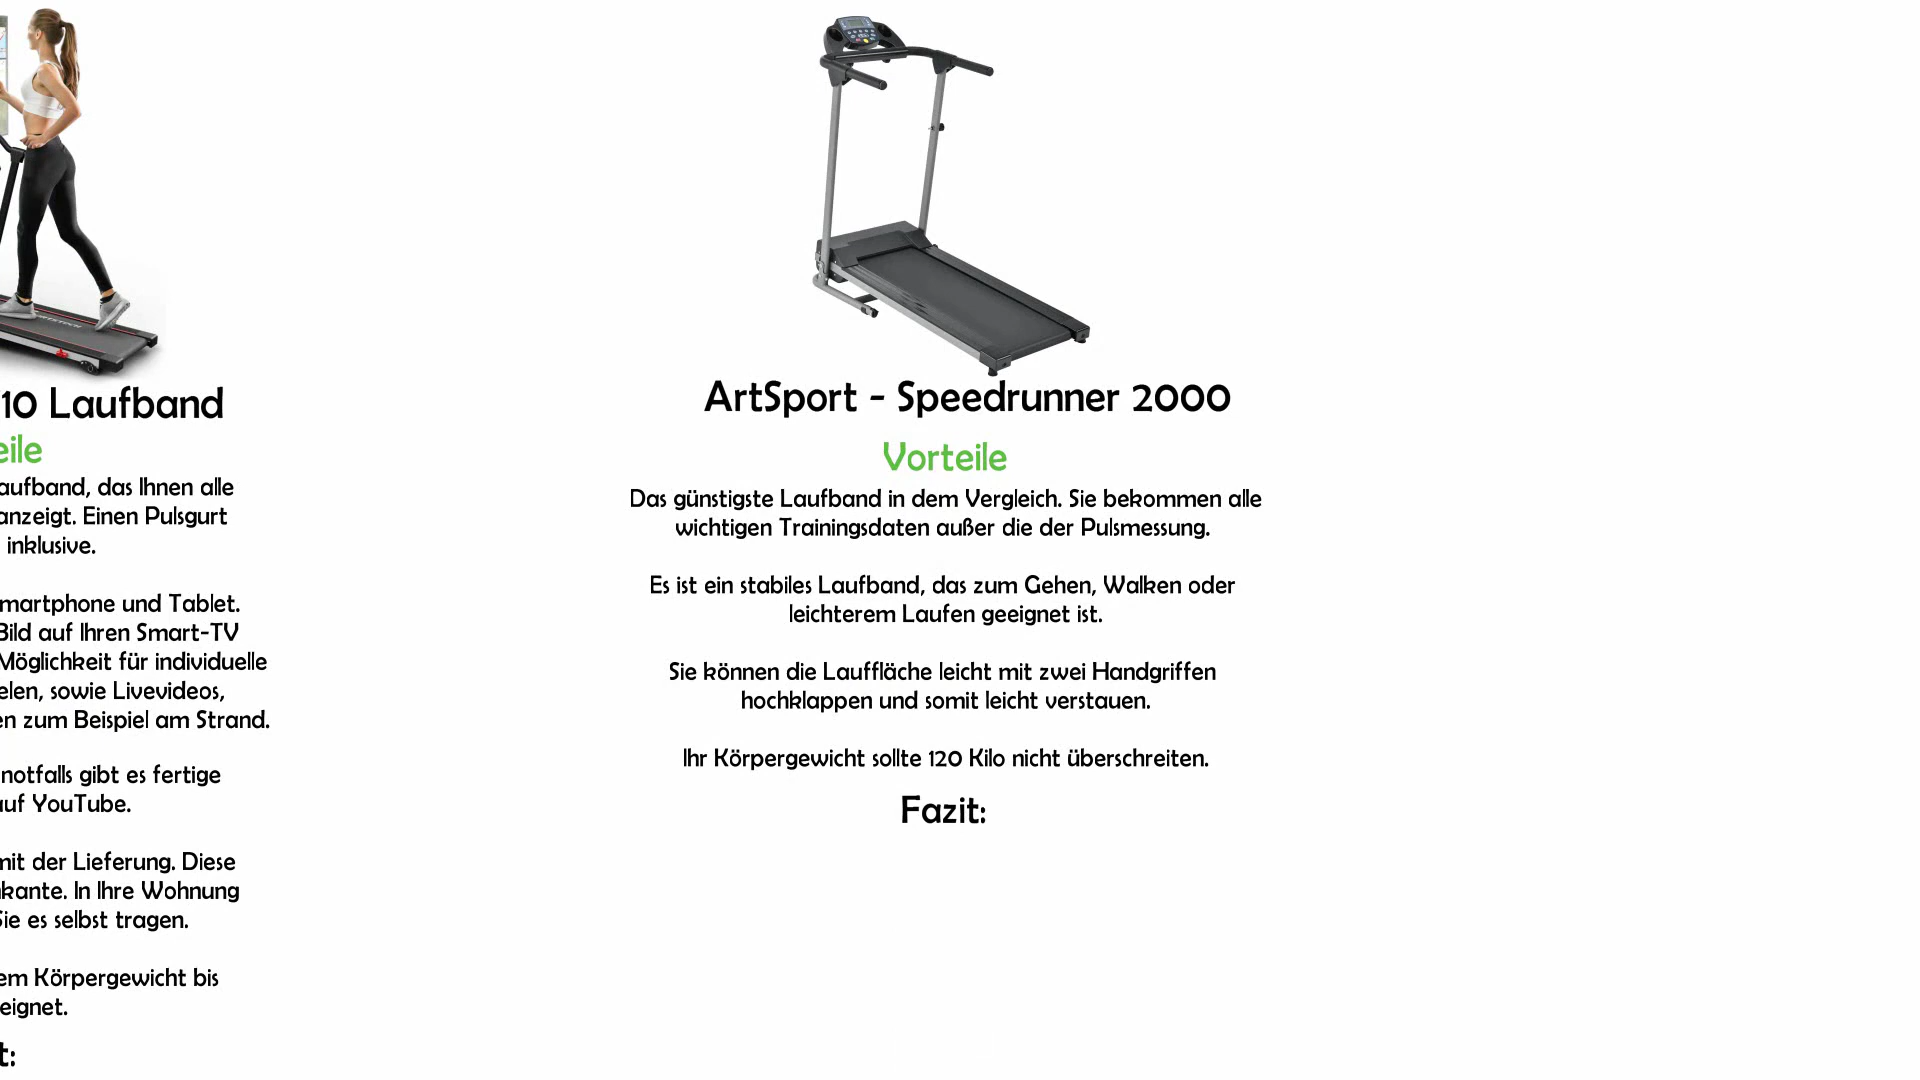 10 Laufband
eile
aufband, das Ihnen alle
anzeigt. Einen Pulsgurt
inklusive.
martphone und Tablet.
Bild auf Ihren Smart-TV
Möglichkeit für individuelle
elen, sowie Livevideos,
en zum Beispiel am Strand.
notfalls gibt es fertige
auf YouTube.
mit der Lieferung. Diese
kante. In Ihre Wohnung
Sie es selbst tragen.
em Körpergewicht bis
eignet.
t:
ArtSport - Speedrunner 2000
Vorteile
Das günstigste Laufband in dem Vergleich. Sie bekommen alle
wichtigen Trainingsdaten außer die der Pulsmessung.
Es ist ein stabiles Laufband, das zum Gehen, Walken oder
leichterem Laufen geeignet ist.
Sie können die Lauffläche leicht mit zwei Handgriffen
hochklappen und somit leicht verstauen.
Ihr Körpergewicht sollte 120 Kilo nicht überschreiten.
Fazit: